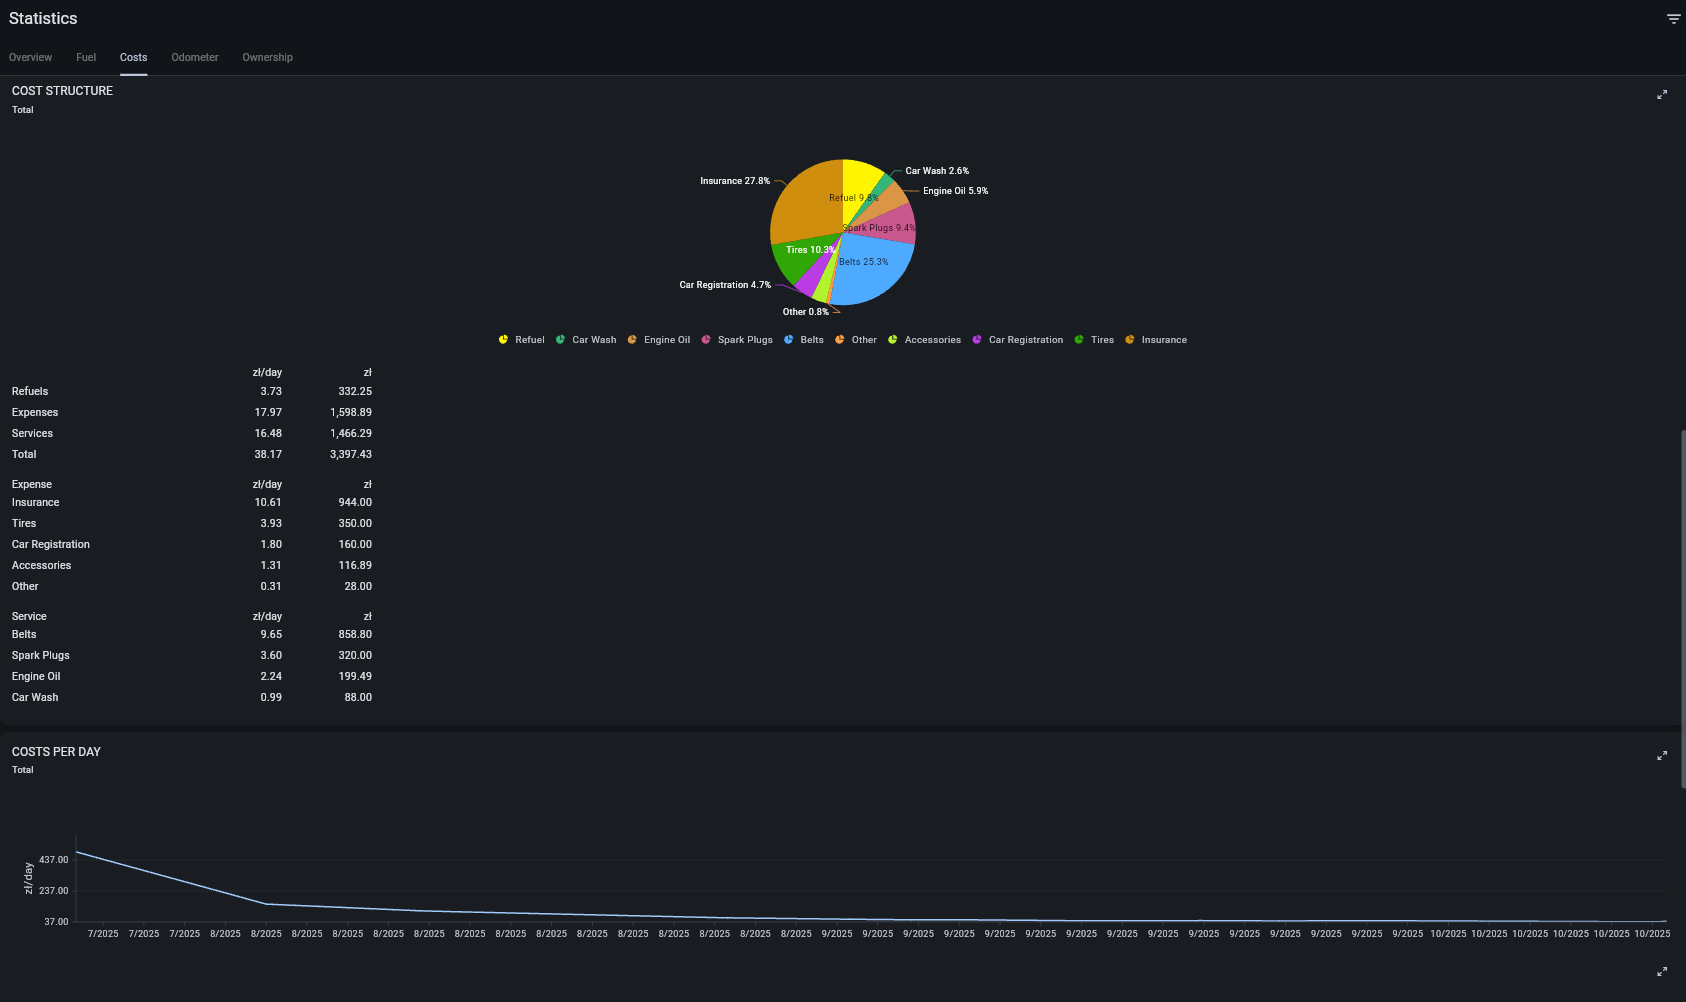 Statistics
Overview Fuel Costs Odometer Ownership
COST STRUCTURE
Total
Car Wash 2.6%
Insurance 27.8%
Engine Oil 5.9%
Refuel 9.8%
Spark Plugs 9.4%
Tires 10.3%
Belts 25.3%
Car Registration 4.7%
Other 0.8%
Refuel Car Wash Engine Oil Spark Plugs Belts Other Accessories Car Registration Tires Insurance
zł/day zł
Refuels 3.73 332.25
Expenses 17.97 1,598.89
Services 16.48 1,466.29
Total 38.17 3,397.43
Expense zł/day zł
Insurance 10.61 944.00
Tires 3.93 350.00
Car Registration 1.80 160.00
Accessories 1.31 116.89
Other 0.31 28.00
Service zł/day zł
Belts 9.65 858.80
Spark Plugs 3.60 320.00
Engine Oil 2.24 199.49
Car Wash 0.99 88.00
COSTS PER DAY
Total
zł/day
437.00
237.00
37.00
7/2025 7/2025 7/2025 8/2025 8/2025 8/2025 8/2025 8/2025 8/2025 8/2025 8/2025 8/2025 8/2025 8/2025 8/2025 8/2025 8/2025 8/2025 9/2025 9/2025 9/2025 9/2025 9/2025 9/2025 9/2025 9/2025 9/2025 9/2025 9/2025 9/2025 9/2025 9/2025 9/2025 10/2025 10/2025 10/2025 10/2025 10/2025 10/2025